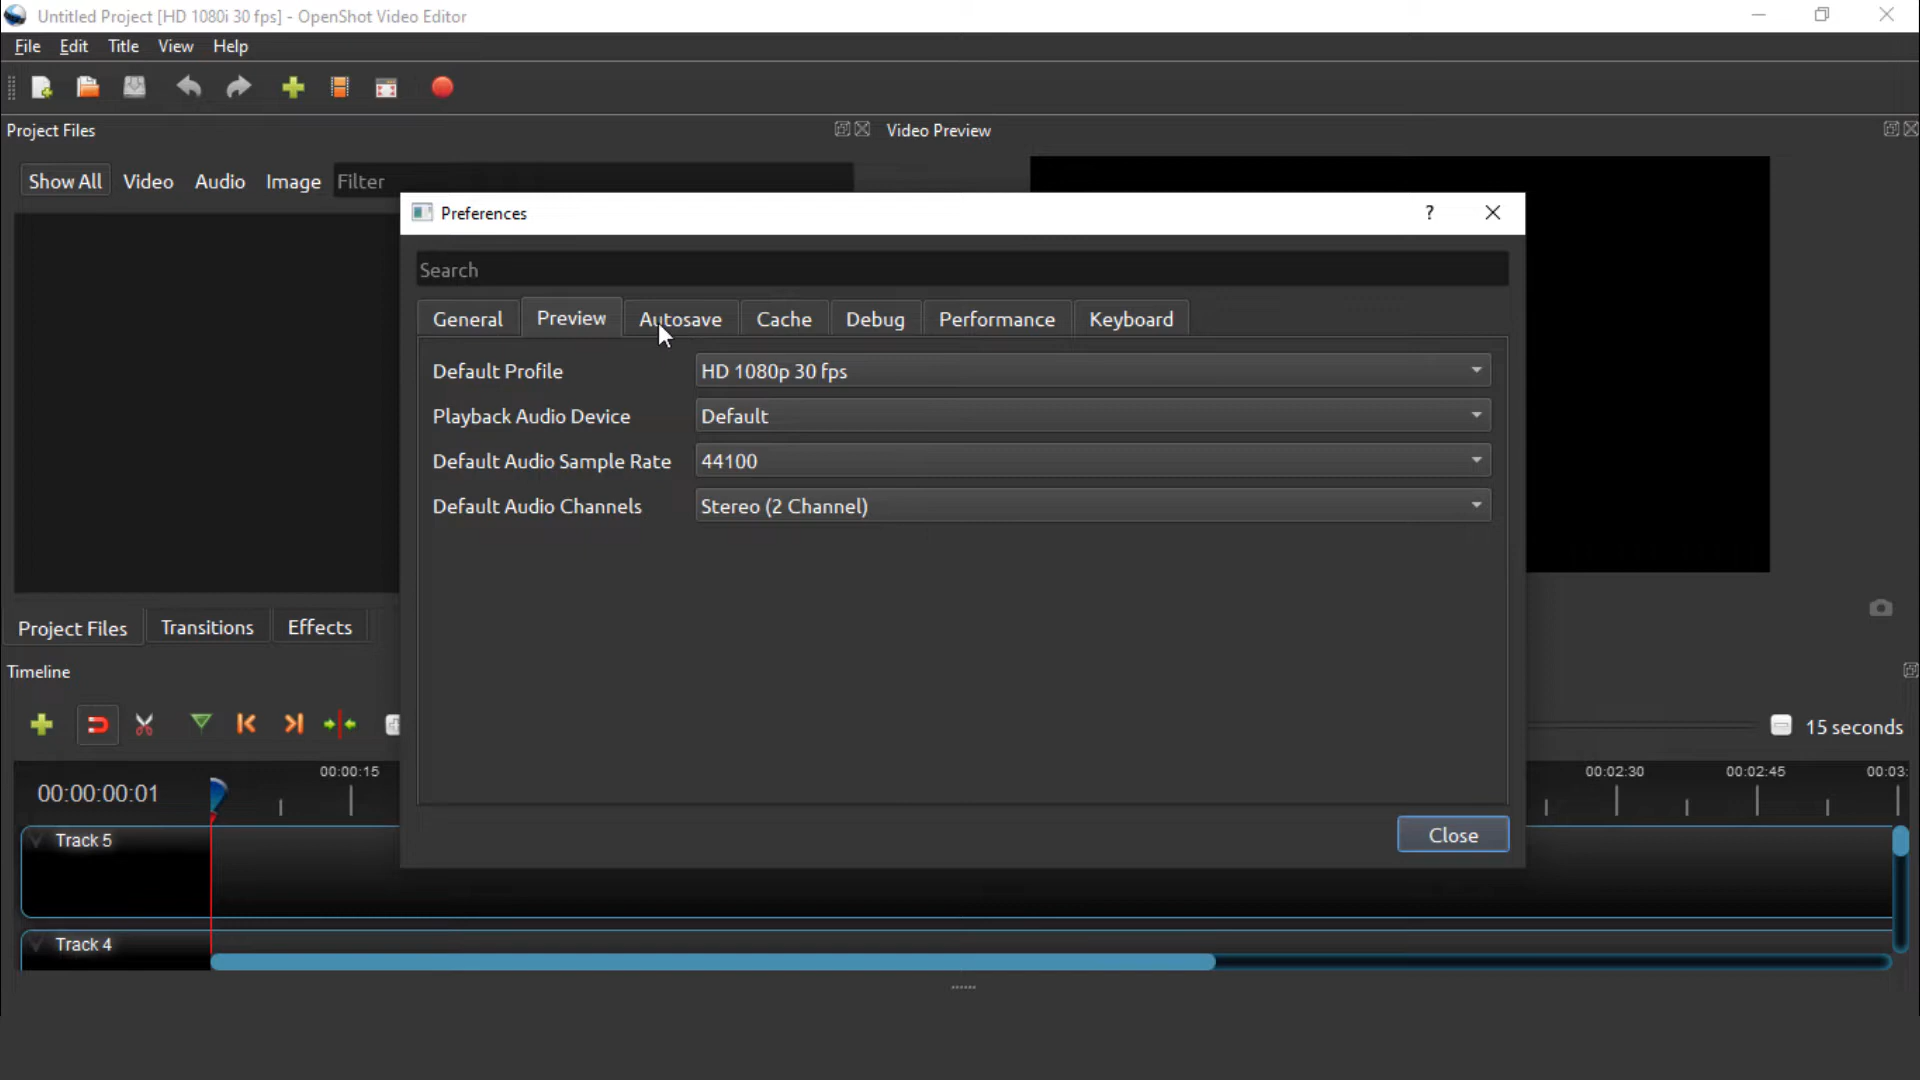 Untitled Project [HD 1080i 30 fps] - OpenShot Video Editor
File Edit Title View Help
Project Files
Video Preview
Show All Video Audio Image Filter
Preferences ?
Search
General Preview Autosave Cache Debug Performance Keyboard
Default Profile HD 1080p 30 fps
Playback Audio Device Default
Default Audio Sample Rate 44100
Default Audio Channels Stereo (2 Channel)
Project Files Transitions Effects
Timeline
15 seconds
00:00:00:01
00:00:15 00:02:30 00:02:45 00:03:
Track 5
Close
Track 4